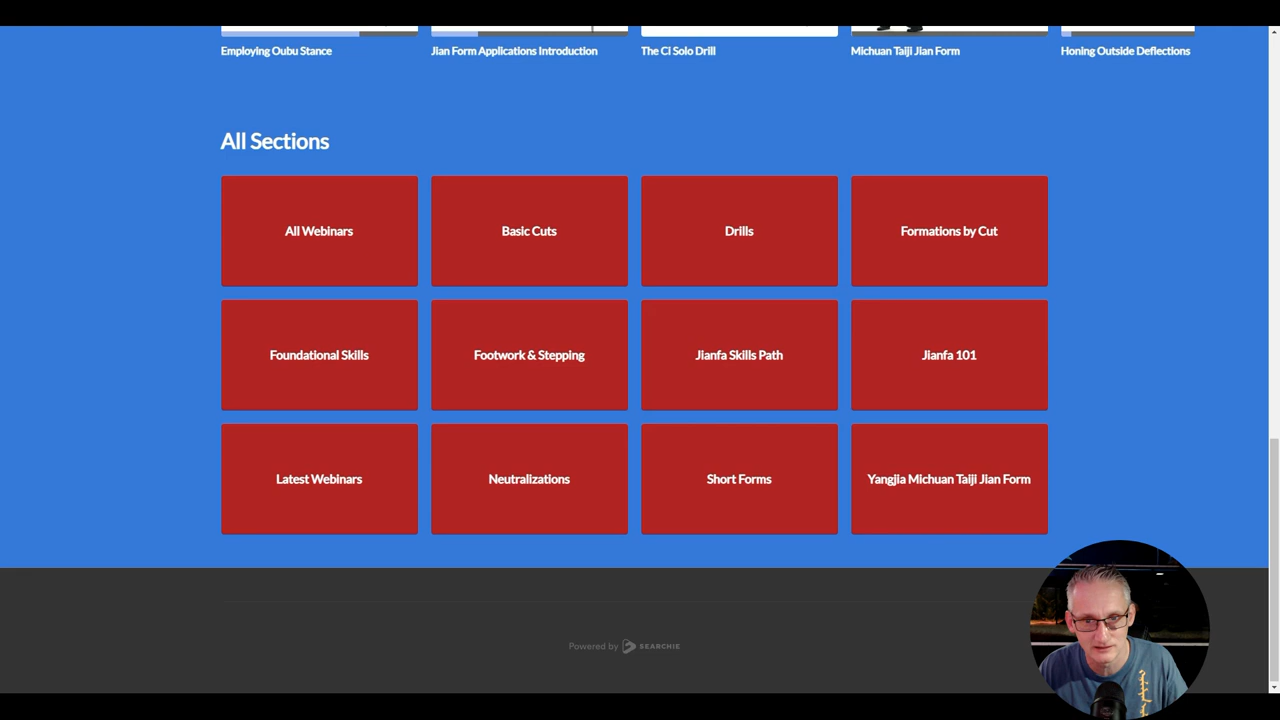 Employing Oubu Stance
Jian Form Applications Introduction
The Ci Solo Drill
Michuan Taiji Jian Form
Honing Outside Deflections
All Sections
All Webinars
Basic Cuts
Drills
Formations by Cut
Foundational Skills
Footwork & Stepping
Jianfa Skills Path
Jianfa 101
Latest Webinars
Neutralizations
Short Forms
Yangjia Michuan Taiji Jian Form
Powered by SEARCHIE